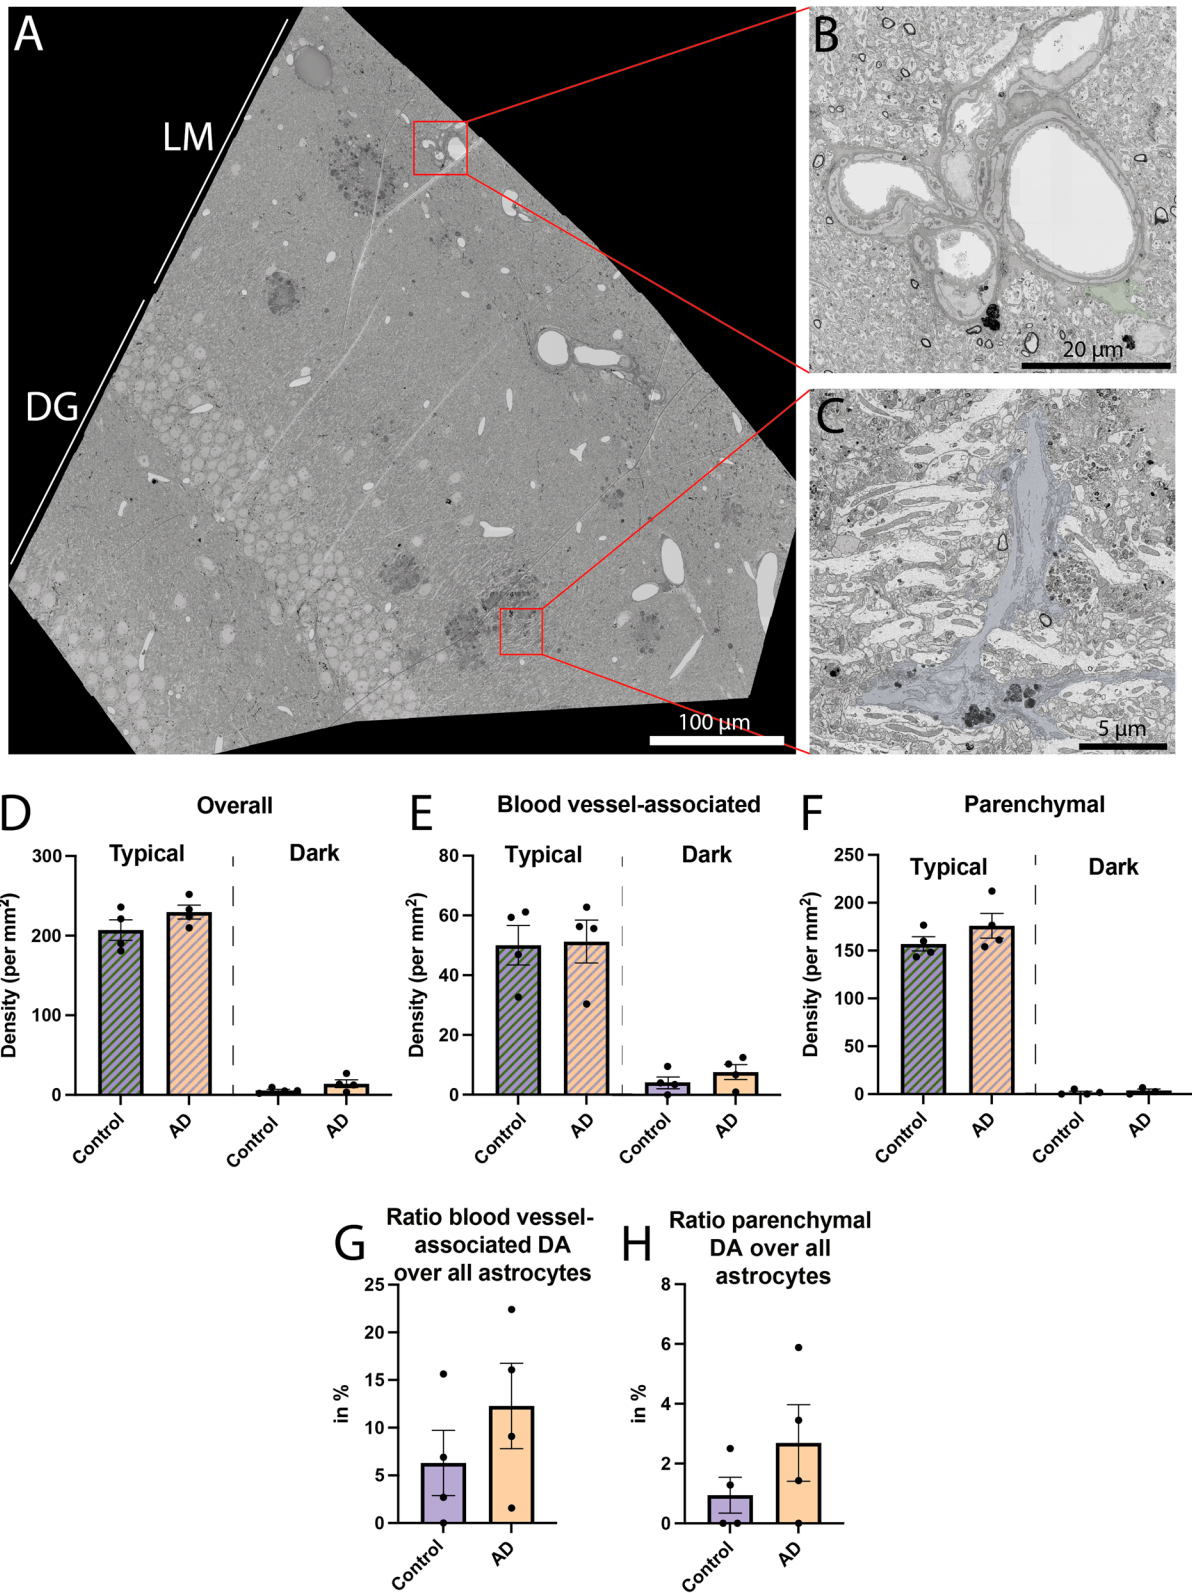 A
LM
DG
100 µm
B
20 µm
C
5 µm
D
Overall
Typical
Dark
Density (per mm²)
300
200
100
0
Control
AD
Control
AD
E
Blood vessel-associated
Typical
Dark
Density (per mm²)
80
60
40
20
0
Control
AD
Control
AD
F
Parenchymal
Typical
Dark
Density (per mm²)
250
200
150
100
50
0
Control
AD
Control
AD
G
Ratio blood vessel-
associated DA
over all astrocytes
in %
25
20
15
10
5
0
Control
AD
H
Ratio parenchymal
DA over all
astrocytes
in %
8
6
4
2
0
Control
AD